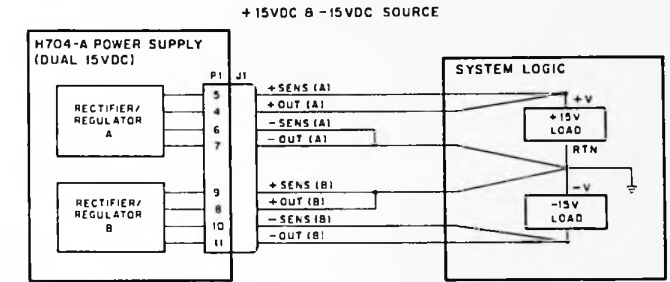 +15VDC & -15VDC SOURCE
H704-A POWER SUPPLY
(DUAL 15VDC)
P1 J1
SYSTEM LOGIC
RECTIFIER/
REGULATOR
A
5
4
6
7
+ SENS (A)
+ OUT (A)
- SENS (A)
- OUT (A)
+V
+15V
LOAD
RTN
RECTIFIER/
REGULATOR
B
9
8
10
11
+ SENS (B)
+ OUT (B)
- SENS (B)
- OUT (B)
-V
-15V
LOAD